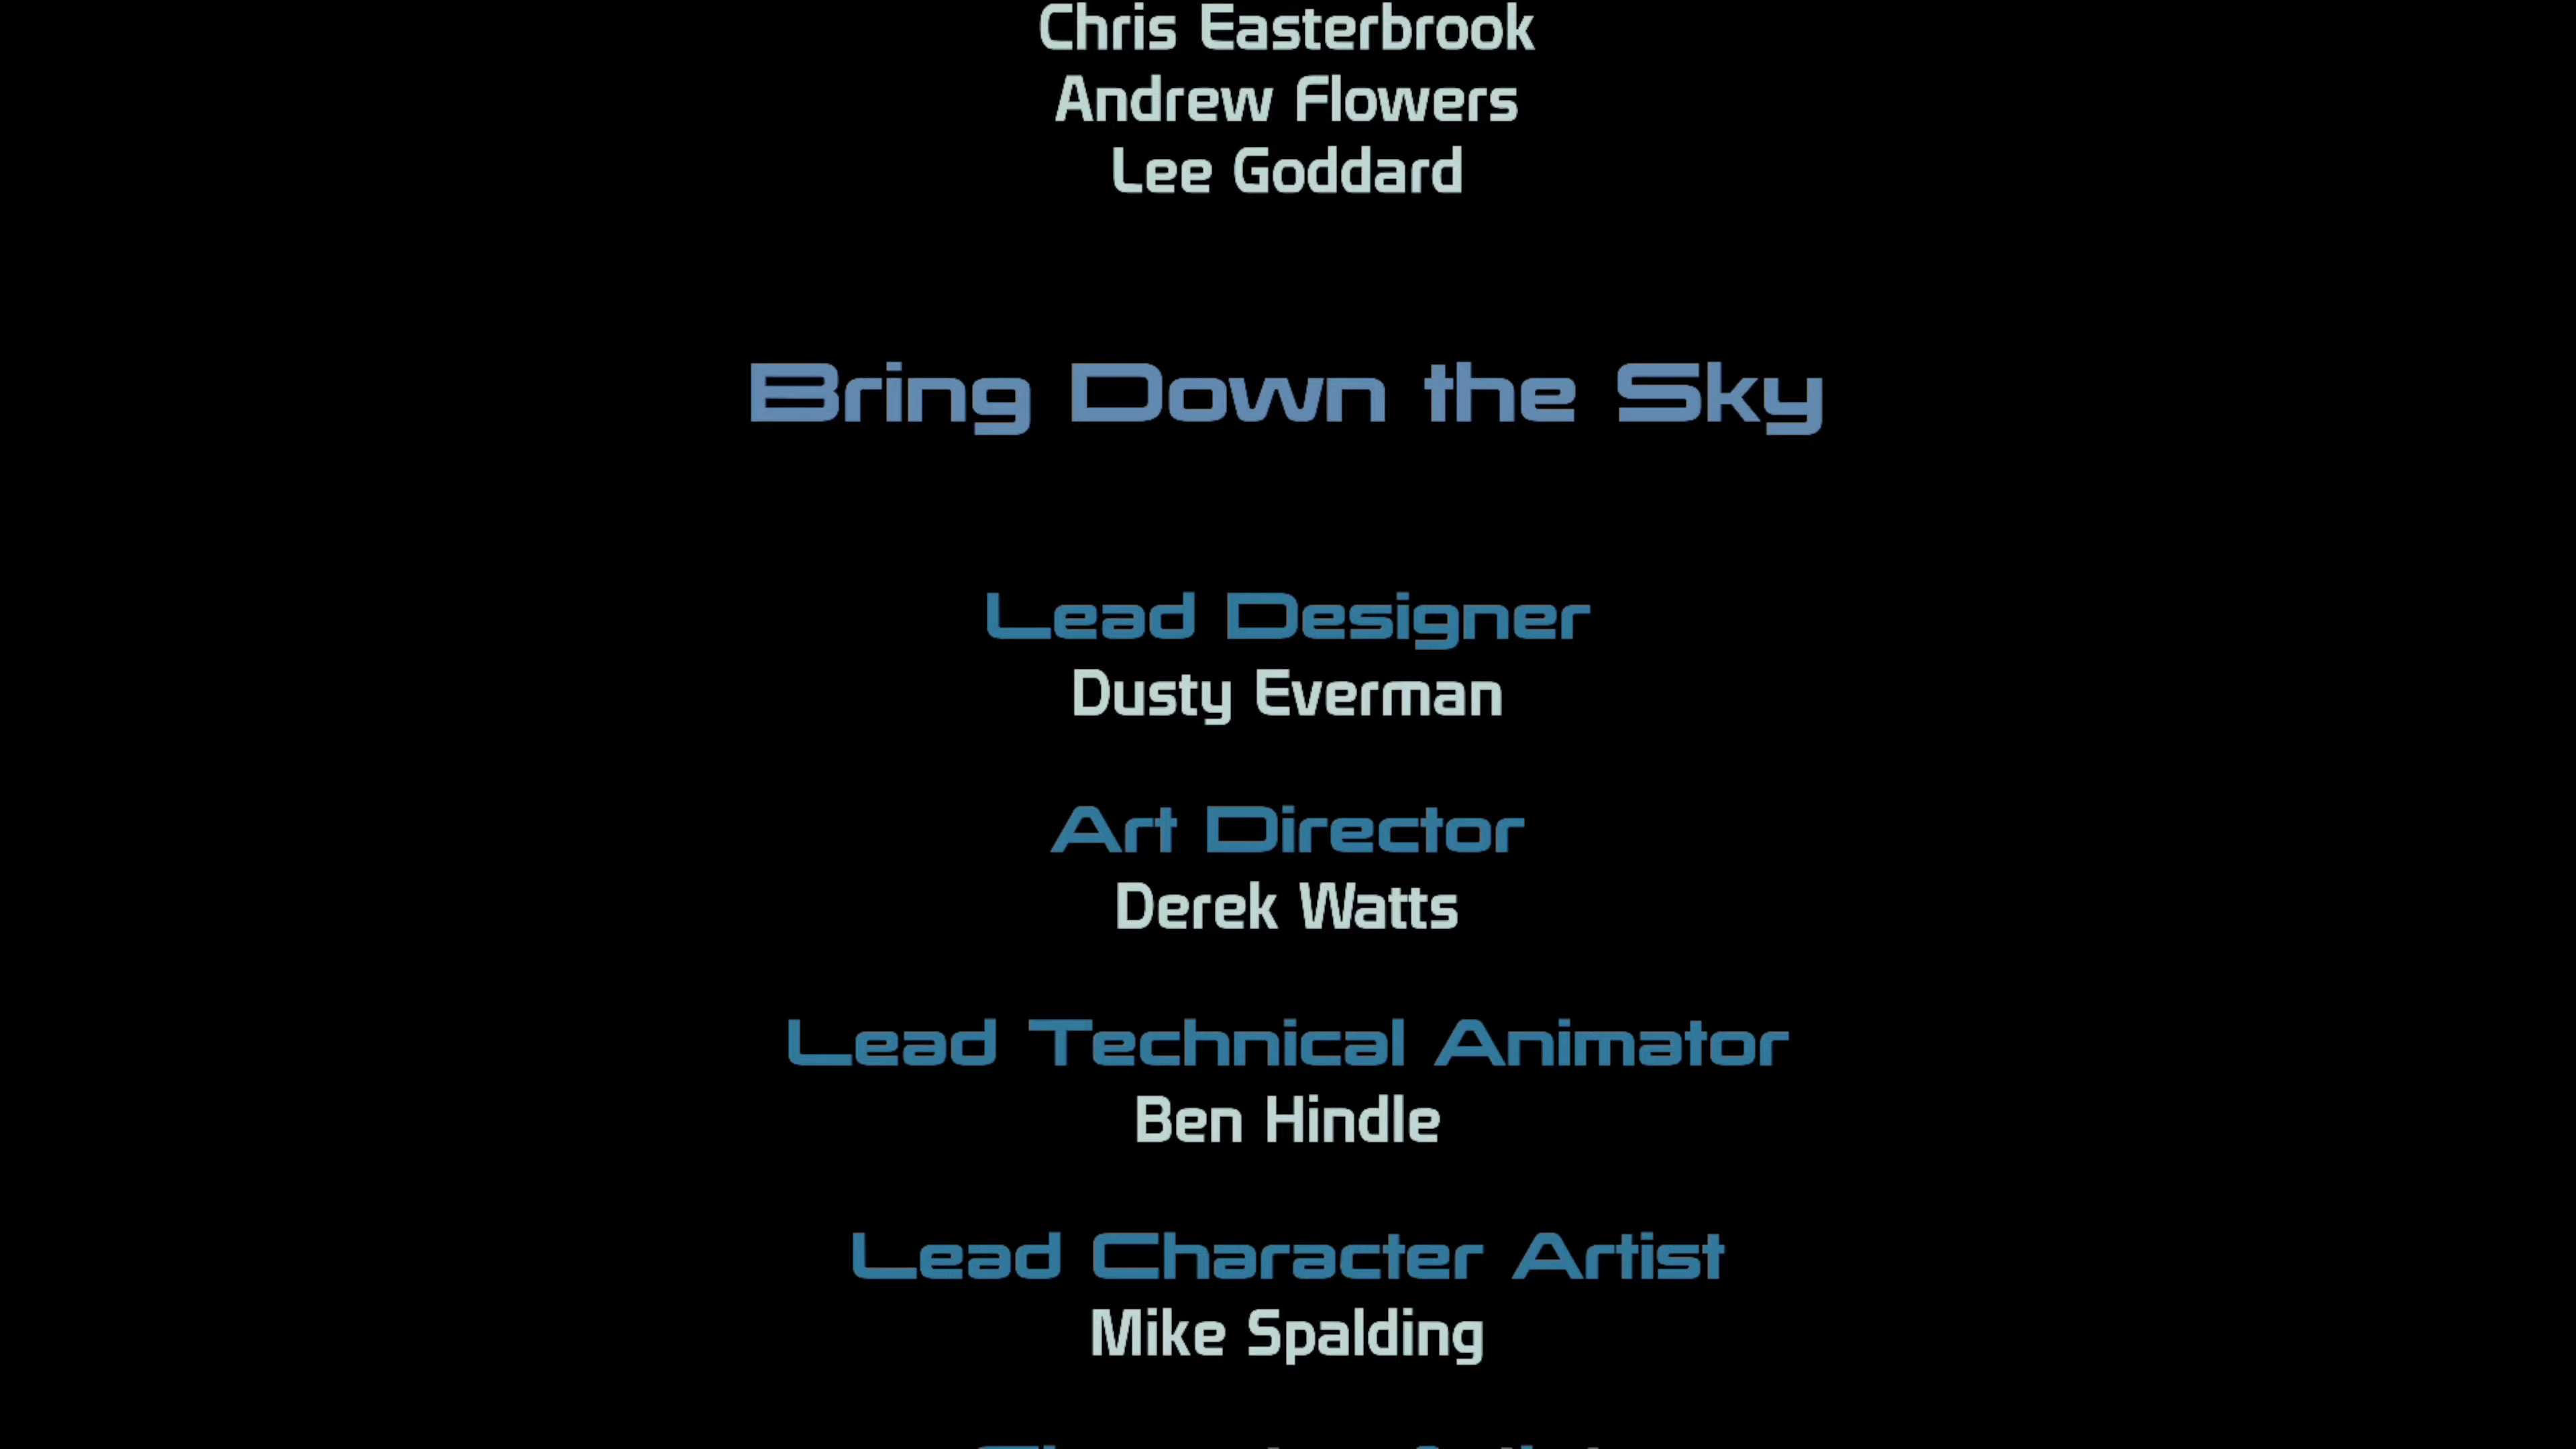 Chris Easterbrook
Andrew Flowers
Lee Goddard
Bring Down the Sky
Lead Designer
Dusty Everman
Art Director
Derek Watts
Lead Technical Animator
Ben Hindle
Lead Character Artist
Mike Spalding